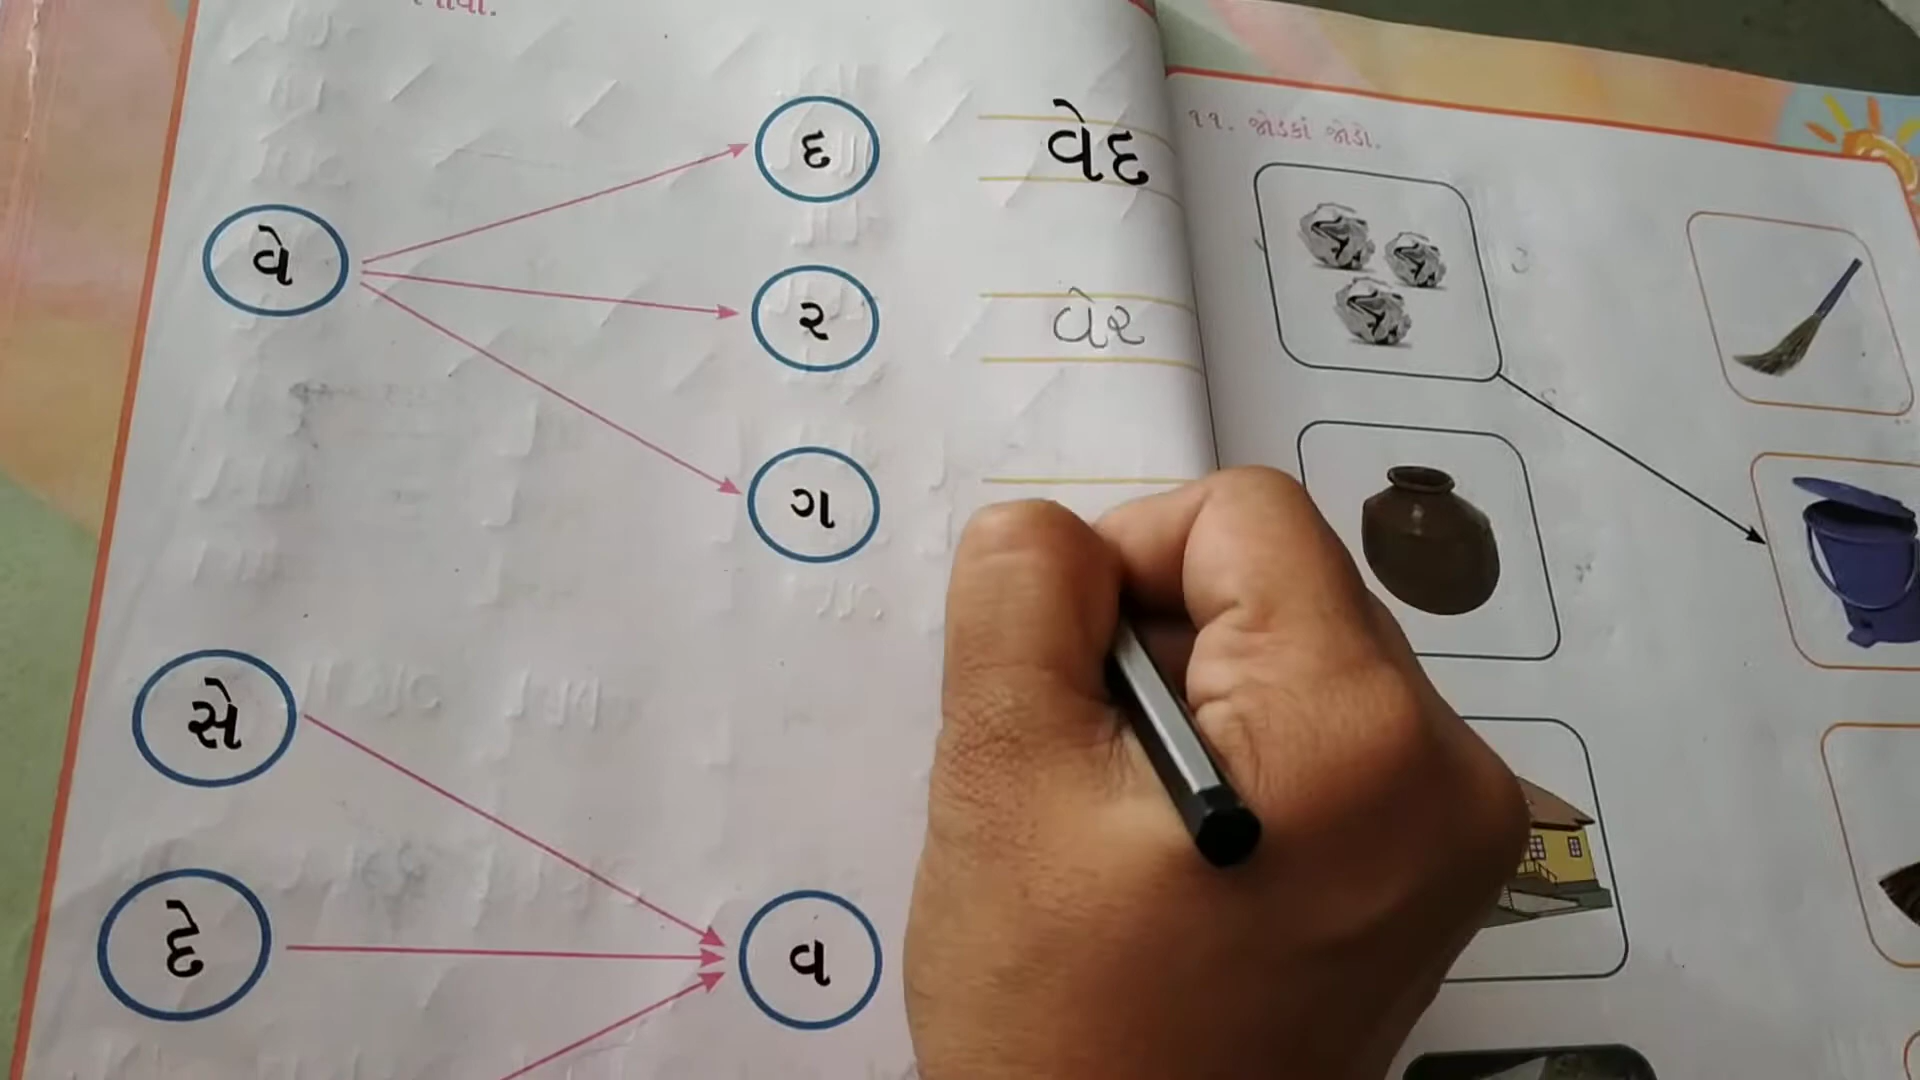 દ
વેદ
વે
ર
વેર
ગ
સે
દે
વ
૧૧. જોડકાં જોડો.